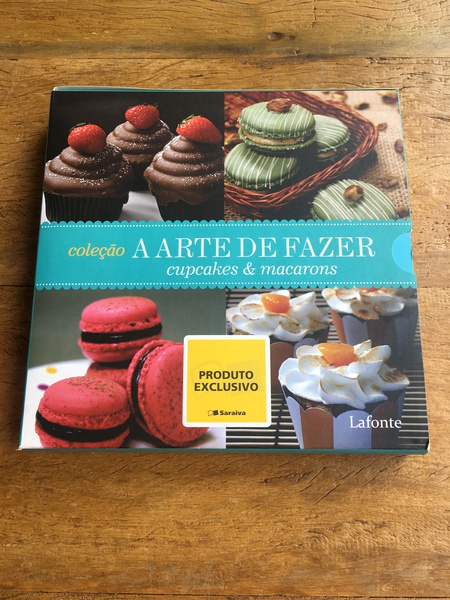 coleção A ARTE DE FAZER
cupcakes & macarons
PRODUTO
EXCLUSIVO
Saraiva
Lafonte